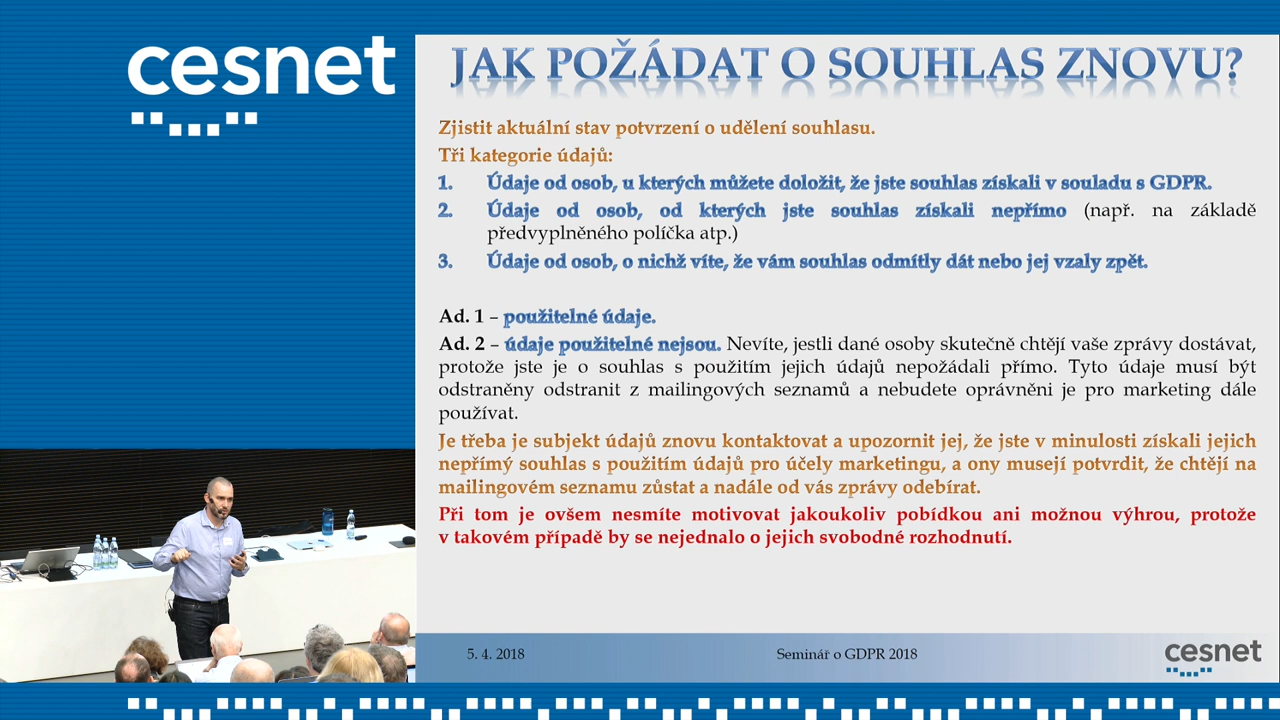 cesnet
JAK POŽÁDAT O SOUHLAS ZNOVU?
Zjistit aktuální stav potvrzení o udělení souhlasu.
Tři kategorie údajů:
1. Údaje od osob, u kterých můžete doložit, že jste souhlas získali v souladu s GDPR.
2. Údaje od osob, od kterých jste souhlas získali nepřímo (např. na základě
předvyplněného políčka atp.)
3. Údaje od osob, o nichž víte, že vám souhlas odmítly dát nebo jej vzaly zpět.
Ad. 1 – použitelné údaje.
Ad. 2 – údaje použitelné nejsou. Nevíte, jestli dané osoby skutečně chtějí vaše zprávy dostávat,
protože jste je o souhlas s použitím jejich údajů nepožádali přímo. Tyto údaje musí být
odstraněny odstranit z mailingových seznamů a nebudete oprávněni je pro marketing dále
používat.
Je třeba je subjekt údajů znovu kontaktovat a upozornit jej, že jste v minulosti získali jejich
nepřímý souhlas s použitím údajů pro účely marketingu, a ony musejí potvrdit, že chtějí na
mailingovém seznamu zůstat a nadále od vás zprávy odebírat.
Při tom je ovšem nesmíte motivovat jakoukoliv pobídkou ani možnou výhrou, protože
v takovém případě by se nejednalo o jejich svobodné rozhodnutí.
5. 4. 2018
Seminář o GDPR 2018
cesnet